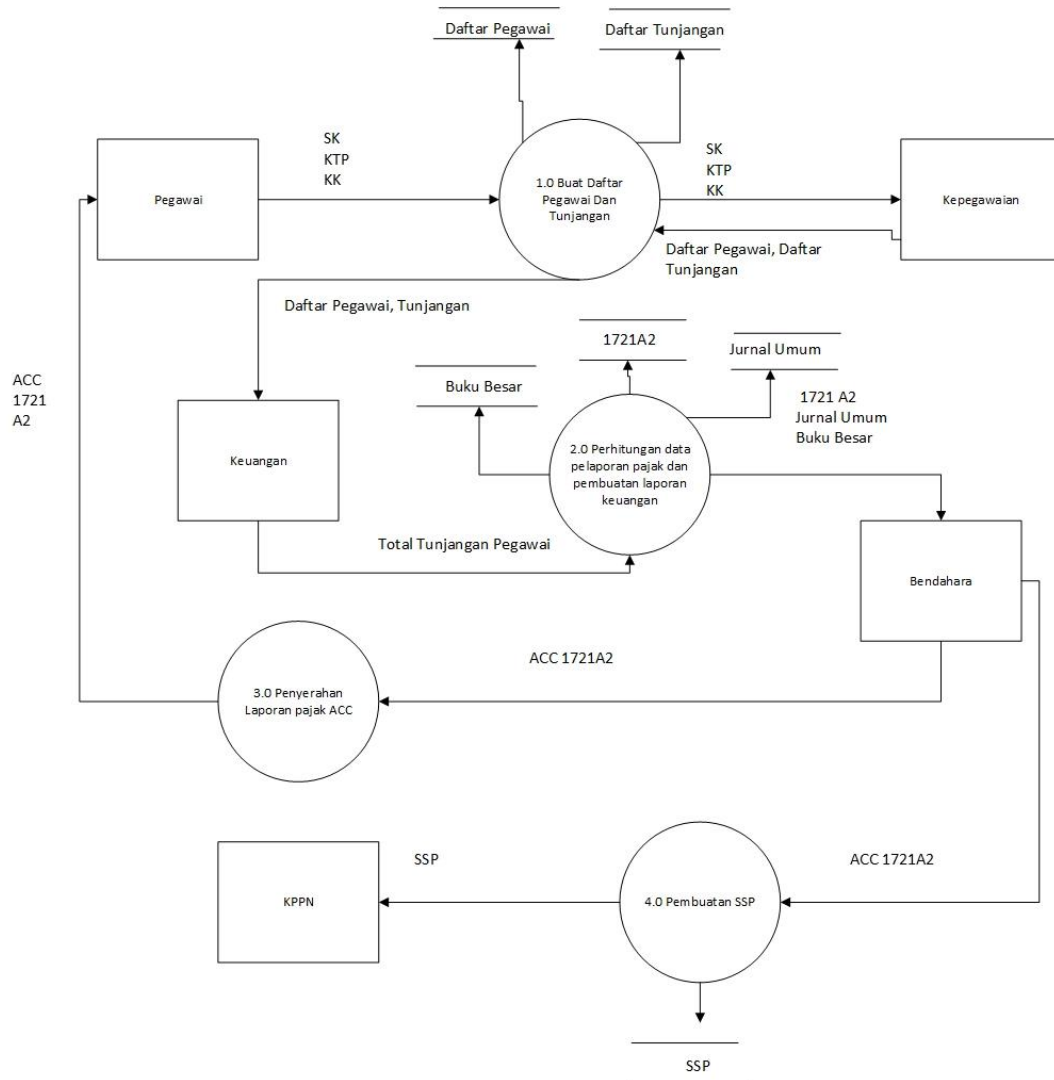 Daftar Pegawai
Daftar Tunjangan
SK
KTP
KK
SK
KTP
KK
Pegawai
1.0 Buat Daftar
Pegawai Dan
Tunjangan
Kepegawaian
Daftar Pegawai, Daftar
Tunjangan
Daftar Pegawai, Tunjangan
1721A2
Jurnal Umum
Buku Besar
ACC
1721
A2
1721 A2
Jurnal Umum
Buku Besar
Keuangan
2.0 Perhitungan data
pelaporan pajak dan
pembuatan laporan
keuangan
Total Tunjangan Pegawai
Bendahara
ACC 1721A2
3.0 Penyerahan
Laporan pajak ACC
SSP
ACC 1721A2
KPPN
4.0 Pembuatan SSP
SSP